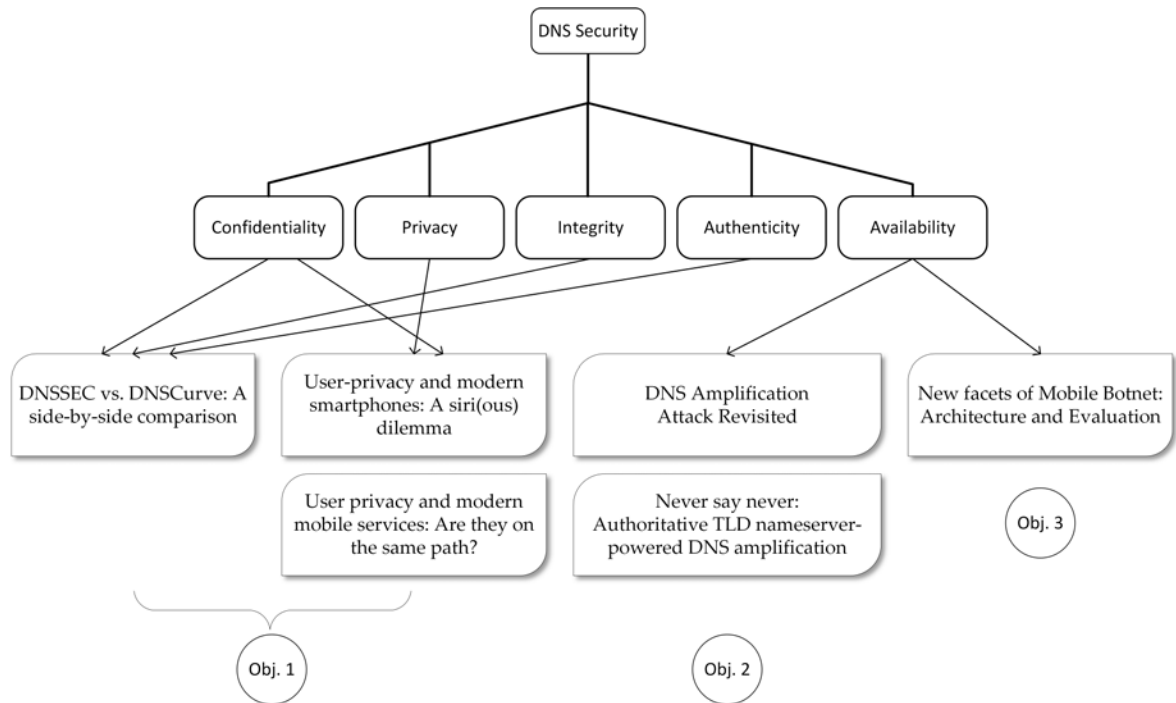 DNS Security
Confidentiality
Privacy
Integrity
Authenticity
Availability
DNSSEC vs. DNSCurve: A
side-by-side comparison
User-privacy and modern
smartphones: A siri(ous)
dilemma
DNS Amplification
Attack Revisited
New facets of Mobile Botnet:
Architecture and Evaluation
User privacy and modern
mobile services: Are they on
the same path?
Never say never:
Authoritative TLD nameserver-
powered DNS amplification
Obj. 3
Obj. 1
Obj. 2